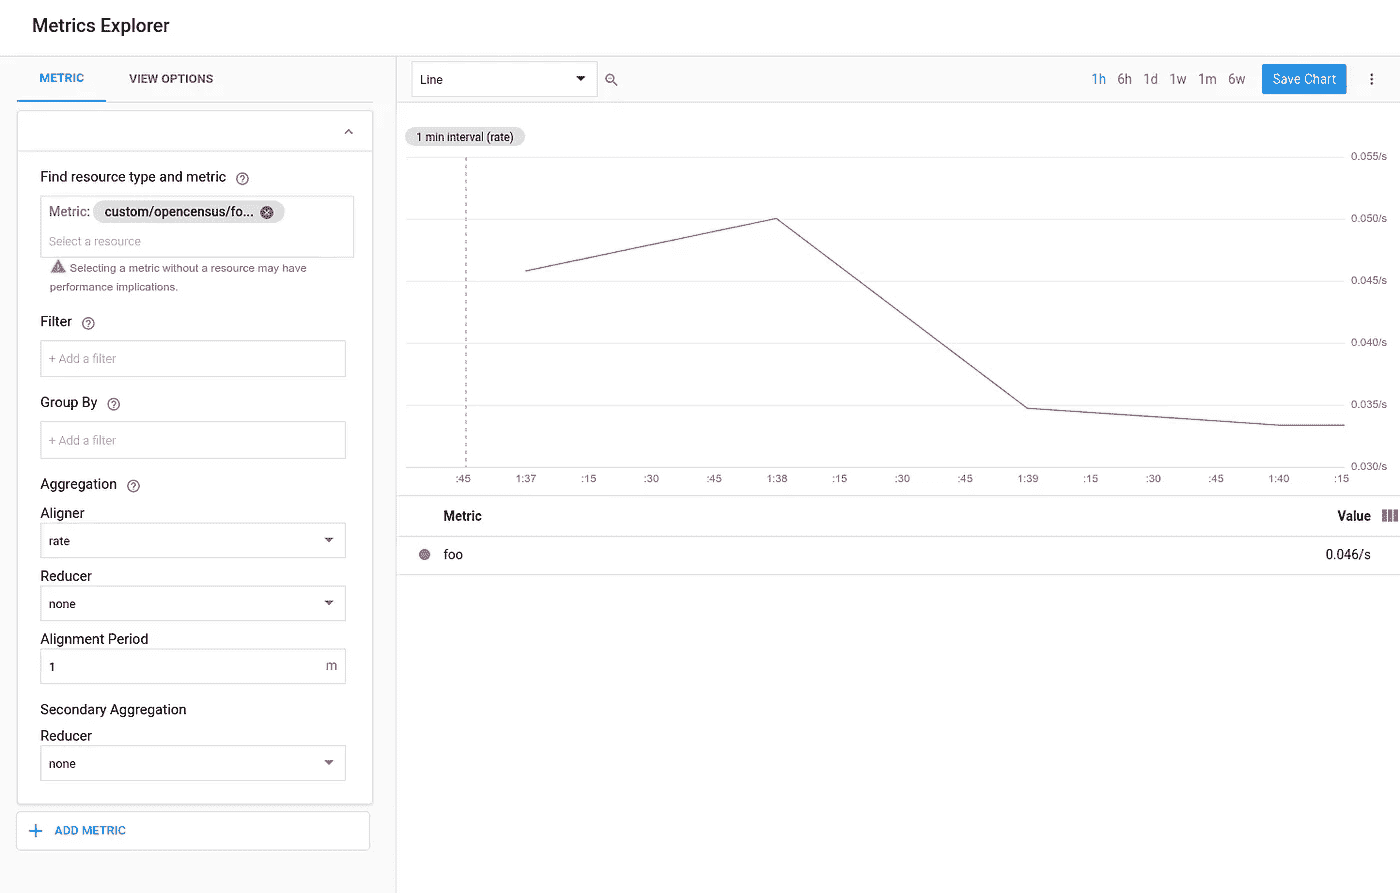 Metrics Explorer
METRIC
VIEW OPTIONS
Find resource type and metric
Metric: custom/opencensus/fo...
Select a resource
Selecting a metric without a resource may have
performance implications.
Filter
+ Add a filter
Group By
+ Add a filter
Aggregation
Aligner
rate
Reducer
none
Alignment Period
1 m
Secondary Aggregation
Reducer
none
ADD METRIC
Line
1h 6h 1d 1w 1m 6w
Save Chart
1 min interval (rate)
0.055/s
0.050/s
0.045/s
0.040/s
0.035/s
0.030/s
:45 1:37 :15 :30 :45 1:38 :15 :30 :45 1:39 :15 :30 :45 1:40 :15
Metric Value
foo 0.046/s